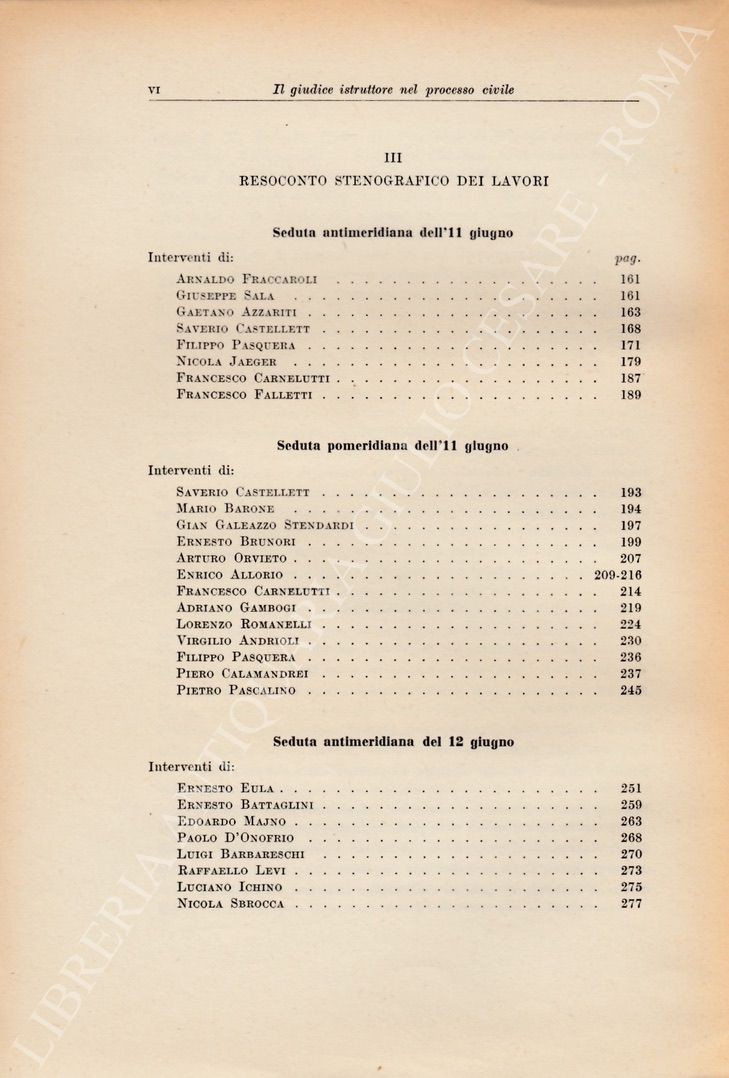 VI Il giudice istruttore nel processo civile
III
RESOCONTO STENOGRAFICO DEI LAVORI
Seduta antimeridiana dell'11 giugno
Interventi di: pag.
ARNALDO FRACCAROLI . . . . . . . . . . . . . . . . . . . 161
GIUSEPPE SALA . . . . . . . . . . . . . . . . . . . . . . 161
GAETANO AZZARITI . . . . . . . . . . . . . . . . . . . . . 163
SAVERIO CASTELLETT . . . . . . . . . . . . . . . . . . . . 168
FILIPPO PASQUERA . . . . . . . . . . . . . . . . . . . . . 171
NICOLA JAEGER . . . . . . . . . . . . . . . . . . . . . . 179
FRANCESCO CARNELUTTI . . . . . . . . . . . . . . . . . . . 187
FRANCESCO FALLETTI . . . . . . . . . . . . . . . . . . . . 189
Seduta pomeridiana dell'11 giugno
Interventi di:
SAVERIO CASTELLETT . . . . . . . . . . . . . . . . . . . . 193
MARIO BARONE . . . . . . . . . . . . . . . . . . . . . . 194
GIAN GALEAZZO STENDARDI . . . . . . . . . . . . . . . . . 197
ERNESTO BRUNORI . . . . . . . . . . . . . . . . . . . . . 199
ARTURO ORVIETO . . . . . . . . . . . . . . . . . . . . . . 207
ENRICO ALLORIO . . . . . . . . . . . . . . . . . . . . . 209-216
FRANCESCO CARNELUTTI . . . . . . . . . . . . . . . . . . . 214
ADRIANO GAMBOGI . . . . . . . . . . . . . . . . . . . . . 219
LORENZO ROMANELLI . . . . . . . . . . . . . . . . . . . . 224
VIRGILIO ANDRIOLI . . . . . . . . . . . . . . . . . . . . . 230
FILIPPO PASQUERA . . . . . . . . . . . . . . . . . . . . . 236
PIERO CALAMANDREI . . . . . . . . . . . . . . . . . . . . 237
PIETRO PASCALINO . . . . . . . . . . . . . . . . . . . . . 245
Seduta antimeridiana del 12 giugno
Interventi di:
ERNESTO EULA . . . . . . . . . . . . . . . . . . . . . . . 251
ERNESTO BATTAGLINI . . . . . . . . . . . . . . . . . . . . 259
EDOARDO MAJNO . . . . . . . . . . . . . . . . . . . . . . 263
PAOLO D'ONOFRIO . . . . . . . . . . . . . . . . . . . . . 268
LUIGI BARBARESCHI . . . . . . . . . . . . . . . . . . . . 270
RAFFAELLO LEVI . . . . . . . . . . . . . . . . . . . . . . 273
LUCIANO ICHINO . . . . . . . . . . . . . . . . . . . . . . 275
NICOLA SBROCCA . . . . . . . . . . . . . . . . . . . . . . 277
LIBRERIA ANTIQUARIA GIULIO CESARE - ROMA